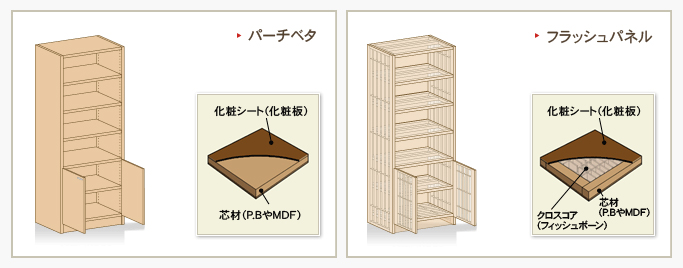 パーチベタ
化粧シート(化粧板)
芯材(P.BやMDF)
フラッシュパネル
化粧シート(化粧板)
クロスコア
(フィッシュボーン)
芯材
(P.BやMDF)